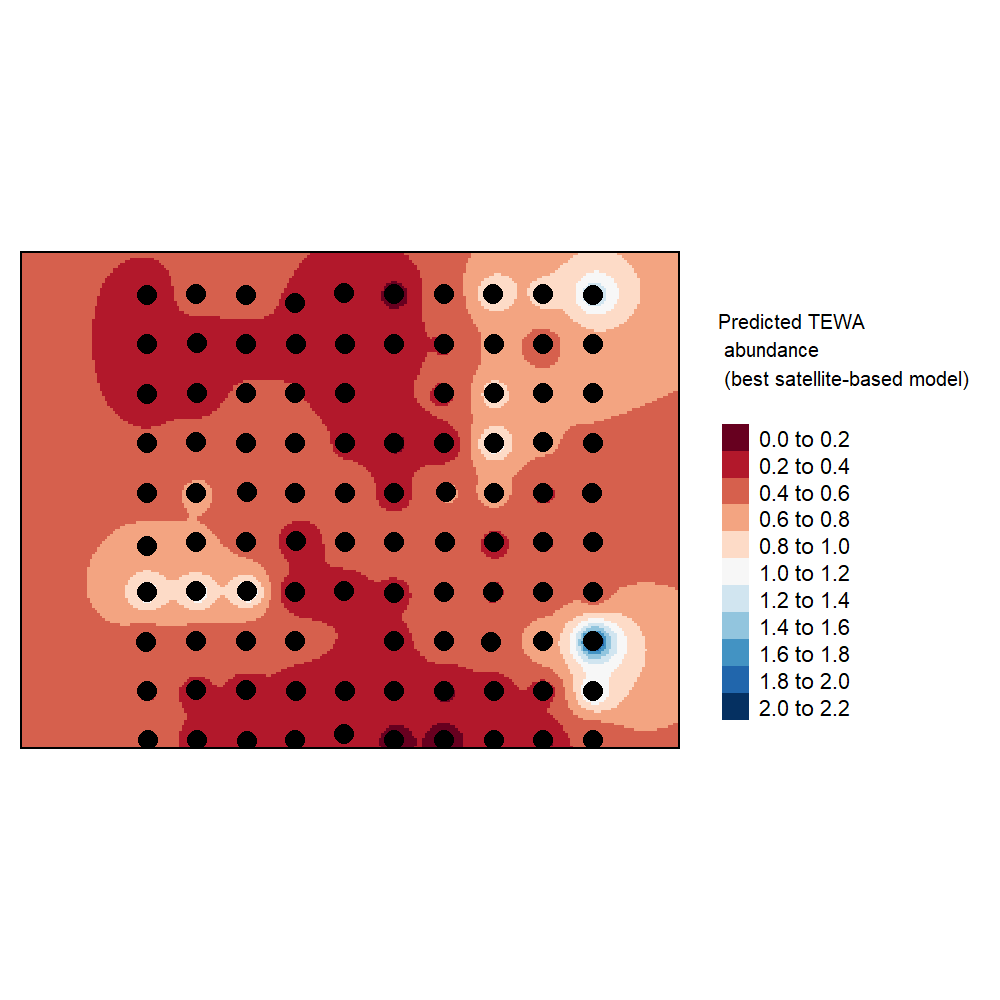 Predicted TEWA
abundance
(best satellite-based model)
0.0 to 0.2
0.2 to 0.4
0.4 to 0.6
0.6 to 0.8
0.8 to 1.0
1.0 to 1.2
1.2 to 1.4
1.4 to 1.6
1.6 to 1.8
1.8 to 2.0
2.0 to 2.2